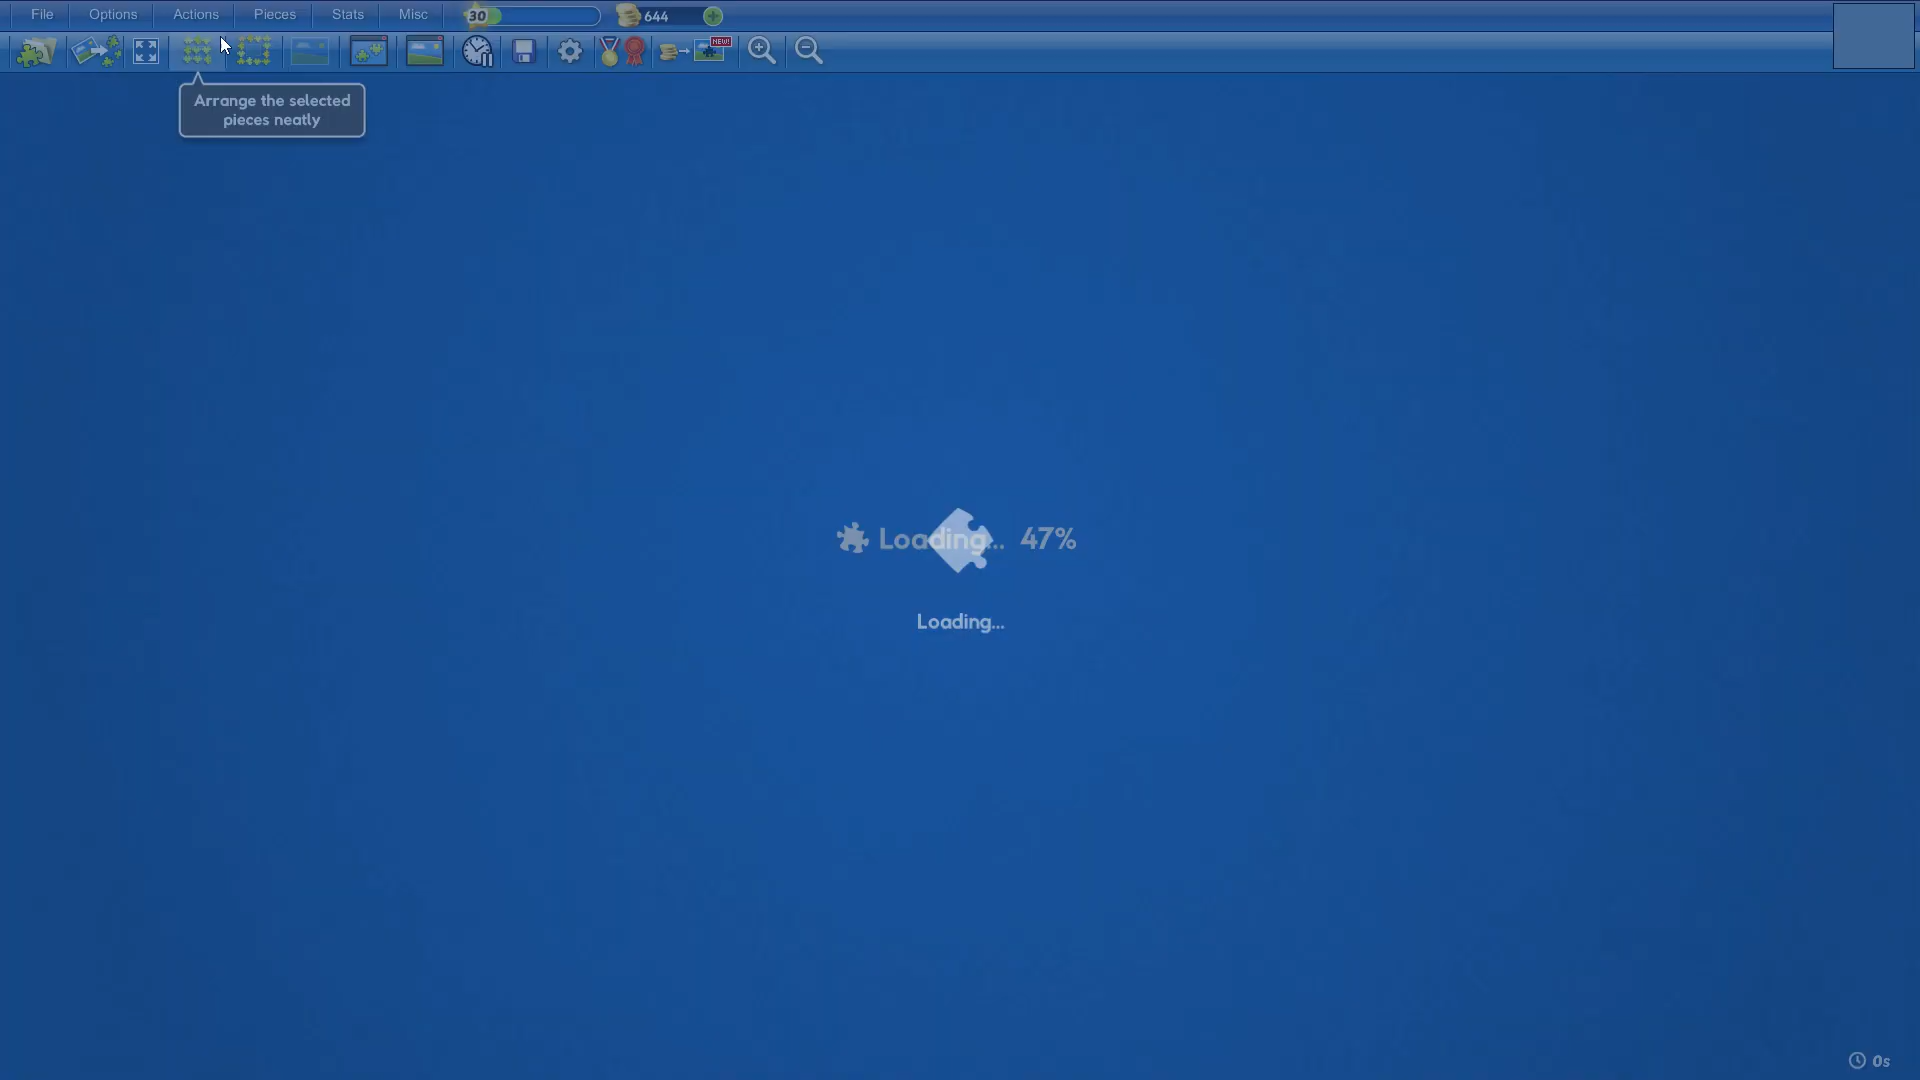 File Options Actions Pieces Stats Misc 30 644
NEW!
Arrange the selected
pieces neatly
Loading... 47%
Loading...
0s